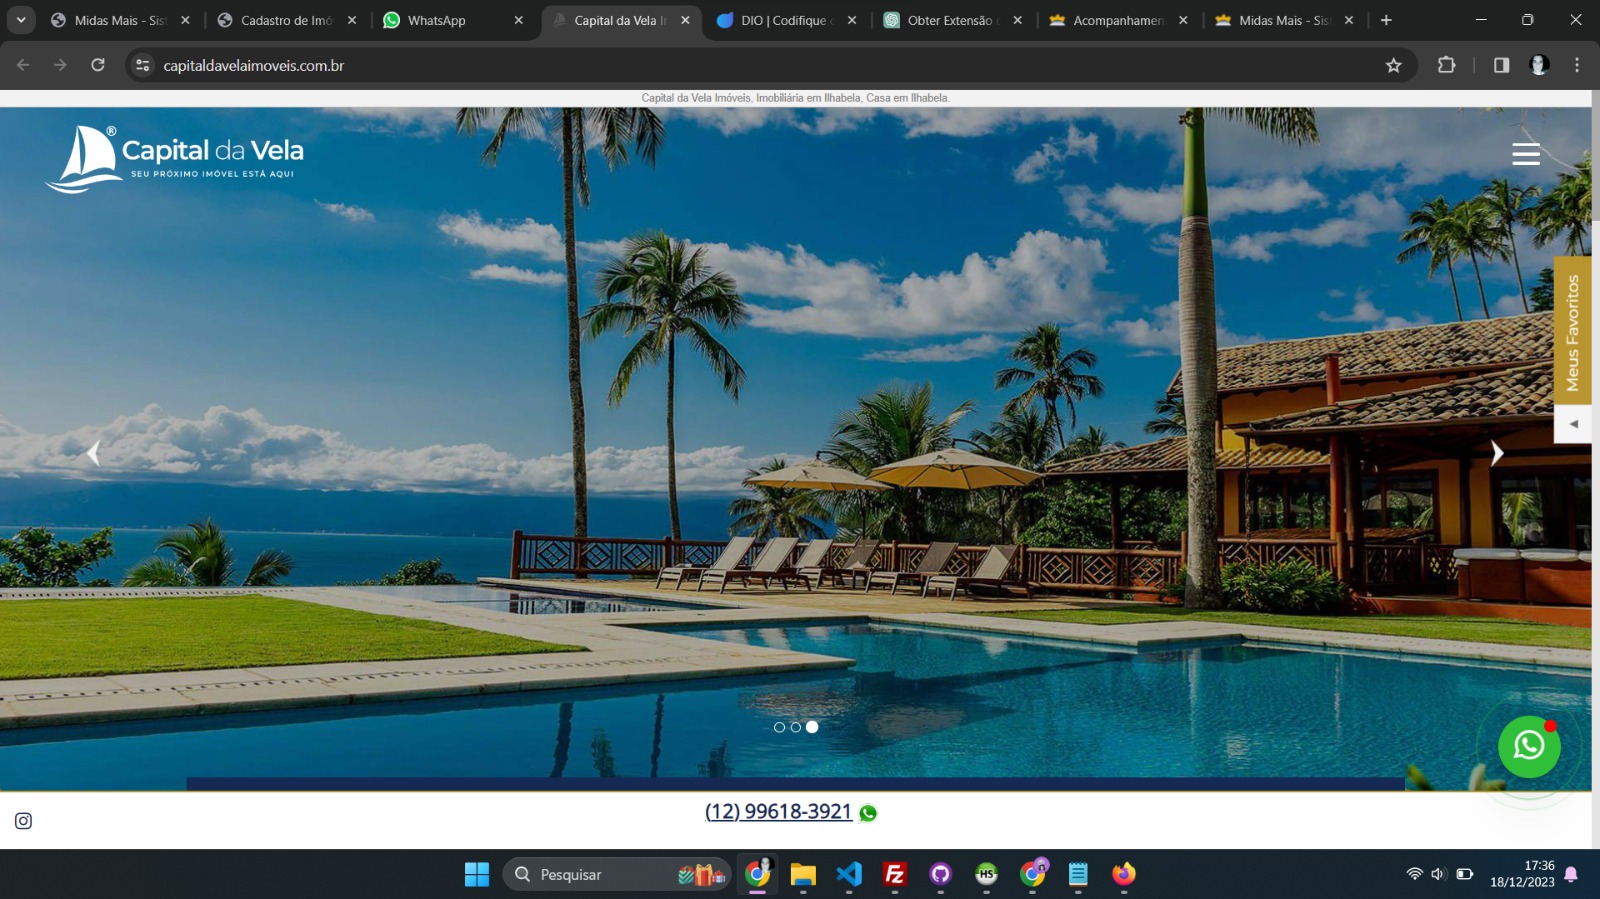 Midas Mais - Sis
Cadastro de Imó
WhatsApp
Capital da Vela I
DIO | Codifique
Obter Extensão
Acompanhamen
Midas Mais - Sis
capitaldavelaimoveis.com.br
Capital da Vela Imóveis, Imobiliária em Ilhabela, Casa em Ilhabela.
Capital da Vela®
SEU PRÓXIMO IMÓVEL ESTÁ AQUI
Meus Favoritos
(12) 99618-3921
Pesquisar
FZ
HS
17:36
18/12/2023